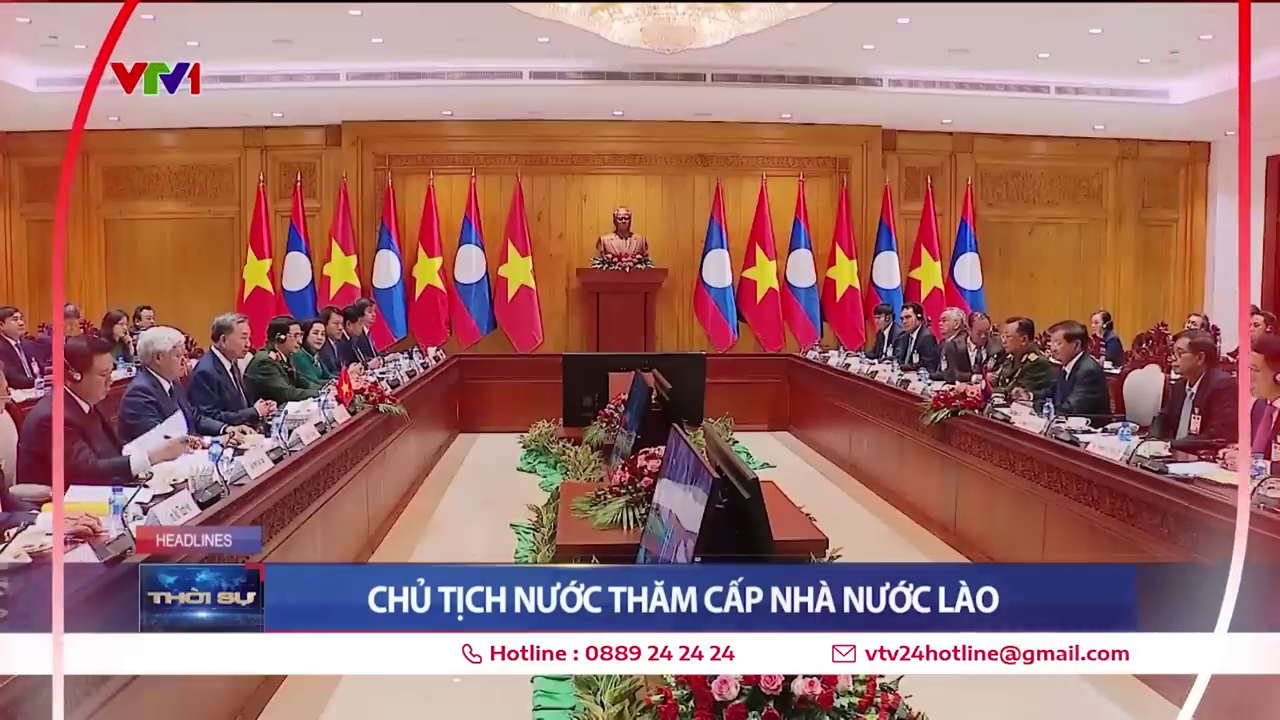 VTV1
HEADLINES
THỜI SỰ
CHỦ TỊCH NƯỚC THĂM CẤP NHÀ NƯỚC LÀO
Hotline : 0889 24 24 24
vtv24hotline@gmail.com